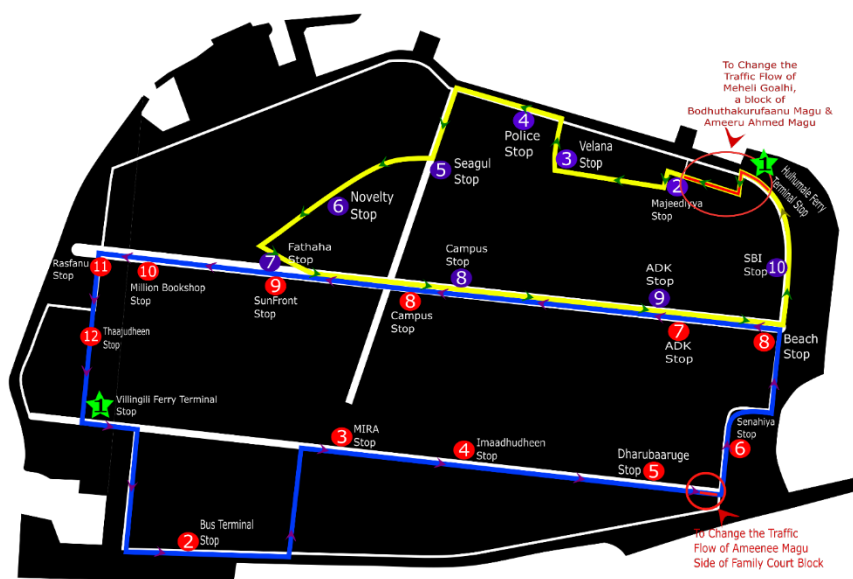 To Change the
Traffic Flow of
Meheli Goalhi,
a block of
Bodhuthakurufaanu Magu &
Ameeru Ahmed Magu
1
Hulhumale Ferry
Terminal Stop
4
Police
Stop
3
Velana
Stop
2
Majeediyya
Stop
5
Seagul
Stop
6
Novelty
Stop
7
Fathaha
Stop
Campus
Stop
8
ADK
Stop
9
SBI
Stop
10
Rasfanu
Stop
11
10
Million Bookshop
Stop
9
SunFront
Stop
8
Campus
Stop
7
ADK
Stop
8
Beach
Stop
12
Thaajudheen
Stop
Villingili Ferry Terminal
Stop
1
3
MIRA
Stop
4
Imaadhudheen
Stop
Dharubaaruge
Stop
5
Senahiya
Stop
6
Bus Terminal
Stop
2
To Change the Traffic
Flow of Ameenee Magu
Side of Family Court Block